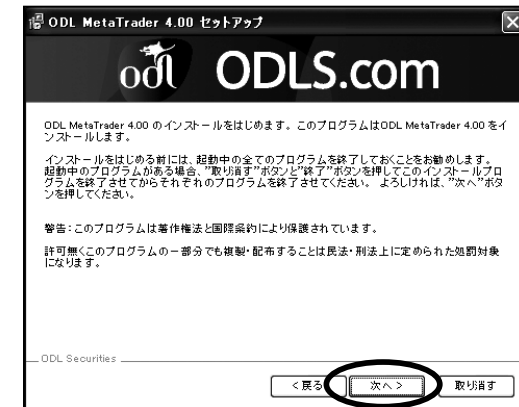 ODL MetaTrader 4.00 セットアップ
odl ODLS.com
ODL MetaTrader 4.00 のインストールをはじめます。このプログラムはODL MetaTrader 4.00 をイ
ンストールします。
インストールをはじめる前には、起動中の全てのプログラムを終了しておくことをお勧めします。
起動中のプログラムがある場合、”取り消す”ボタンと”終了”ボタンを押してこのインストールプロ
グラムを終了させてからそれぞれのプログラムを終了させてください。 よろしければ、”次へ”ボタ
ンを押してください。
警告：このプログラムは著作権法と国際条約により保護されています。
許可無くこのプログラムの一部分でも複製・配布することは民法・刑法上に定められた処罰対象
になります。
ODL Securities
< 戻る 次へ > 取り消す